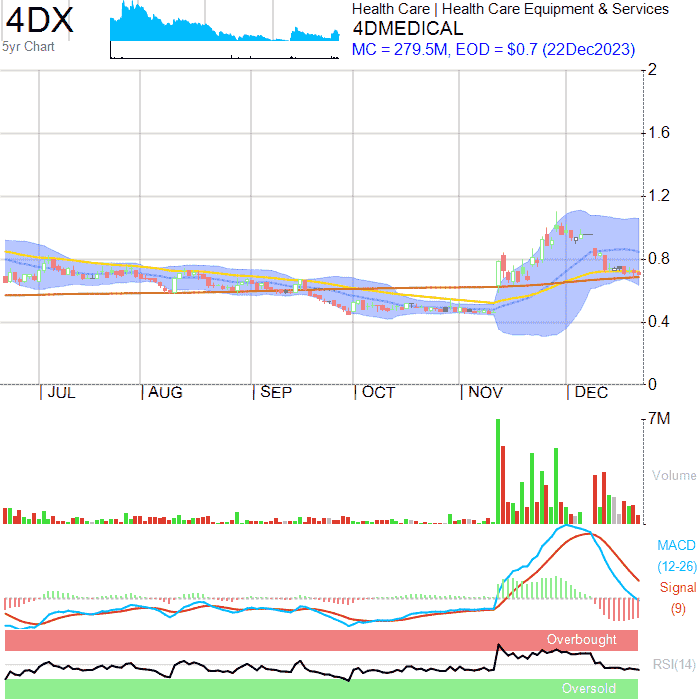 4DX
5yr Chart
Health Care | Health Care Equipment & Services
4DMEDICAL
MC = 279.5M, EOD = $0.7 (22Dec2023)
2
1.6
1.2
0.8
0.4
0
| JUL | AUG | SEP | OCT | NOV | DEC
7M
Volume
MACD
(12-26)
Signal
(9)
Overbought
RSI(14)
Oversold